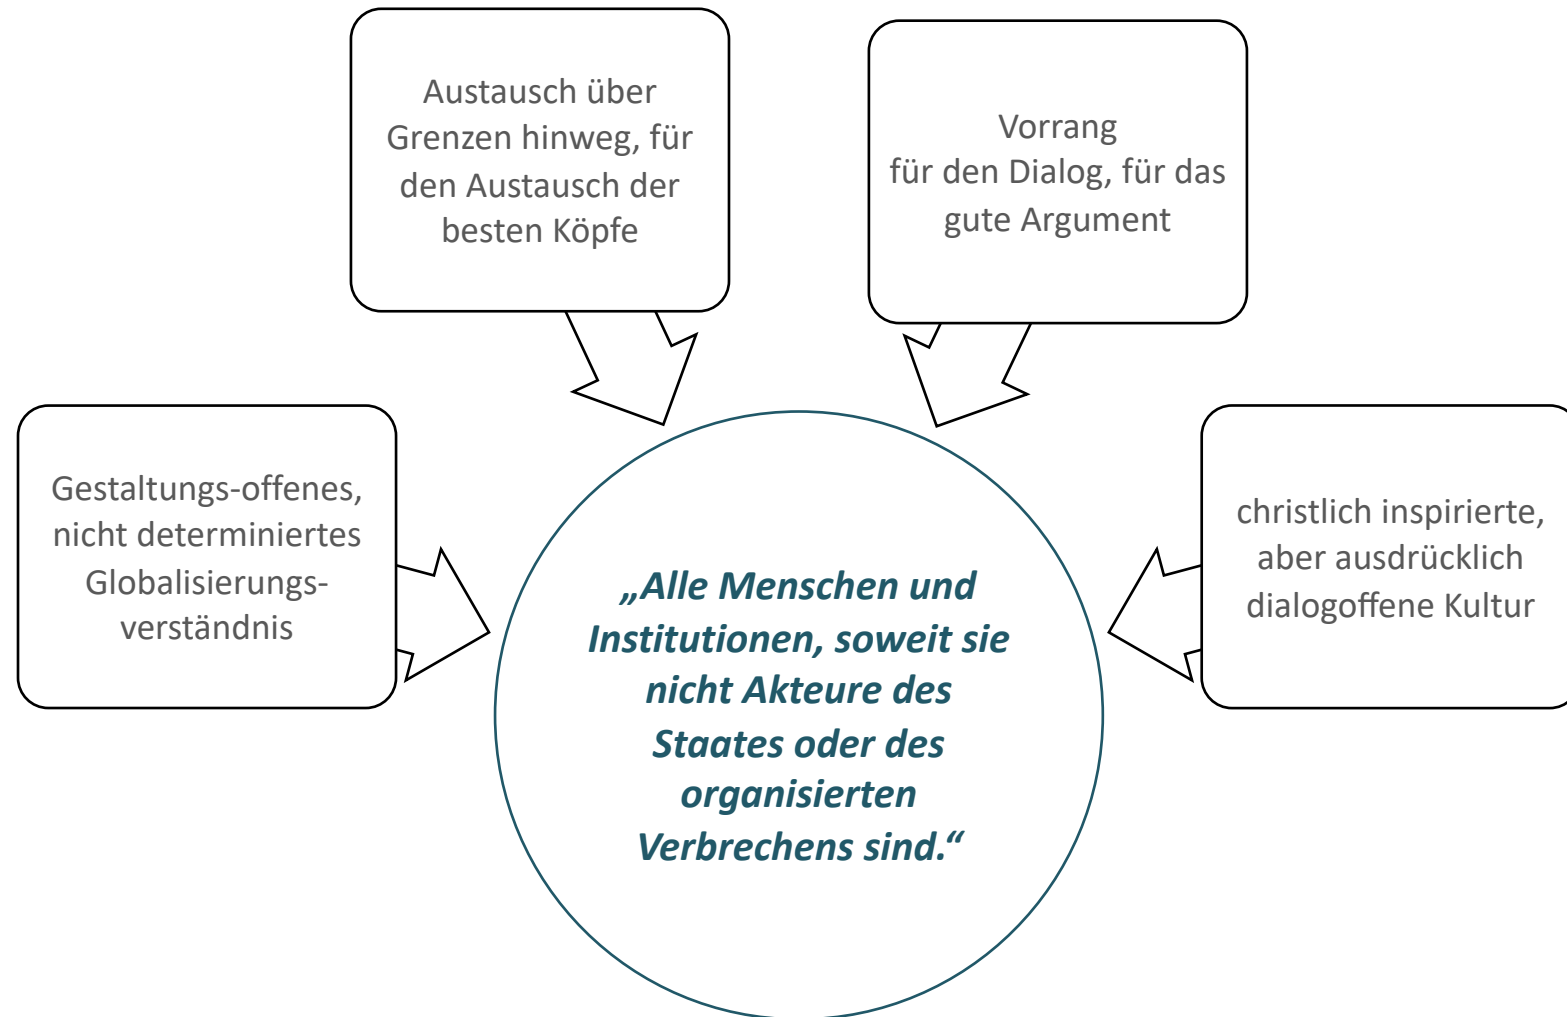 Austausch über
Grenzen hinweg, für
den Austausch der
besten Köpfe
Vorrang
für den Dialog, für das
gute Argument
Gestaltungs-offenes,
nicht determiniertes
Globalisierungs-
verständnis
christlich inspirierte,
aber ausdrücklich
dialogoffene Kultur
„Alle Menschen und
Institutionen, soweit sie
nicht Akteure des
Staates oder des
organisierten
Verbrechens sind.“